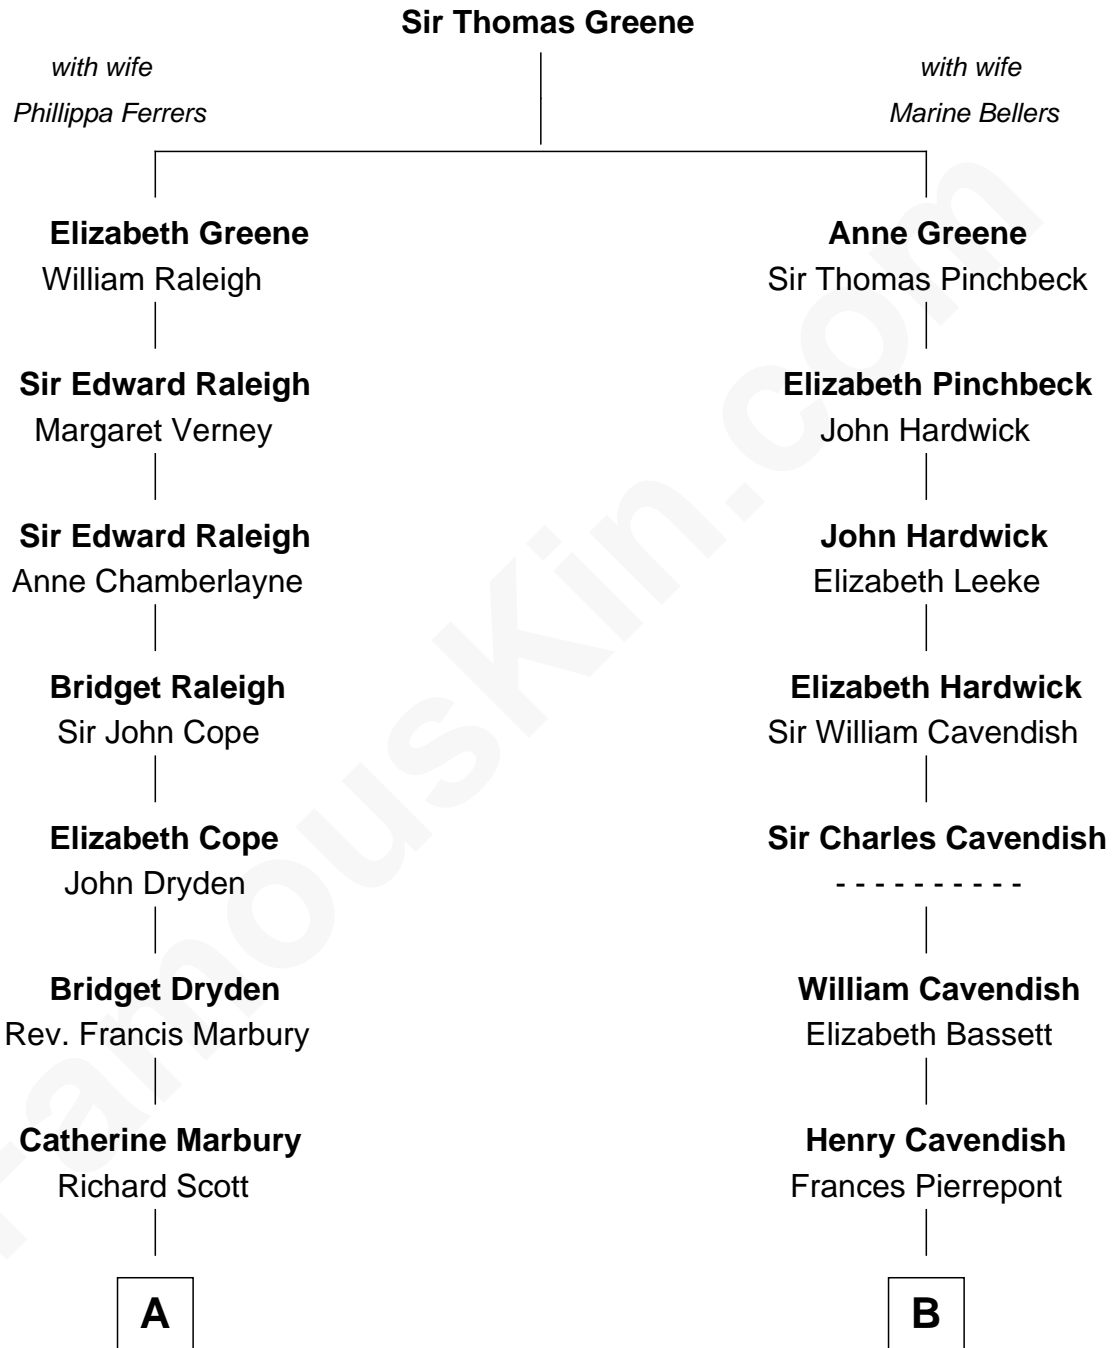 Sir Thomas Greene
with wife
Phillippa Ferrers
with wife
Marine Bellers
Elizabeth Greene
William Raleigh
Anne Greene
Sir Thomas Pinchbeck
Sir Edward Raleigh
Margaret Verney
Elizabeth Pinchbeck
John Hardwick
Sir Edward Raleigh
Anne Chamberlayne
John Hardwick
Elizabeth Leeke
Bridget Raleigh
Sir John Cope
Elizabeth Hardwick
Sir William Cavendish
Elizabeth Cope
John Dryden
Sir Charles Cavendish
- - - - - - - - - -
Bridget Dryden
Rev. Francis Marbury
William Cavendish
Elizabeth Bassett
Catherine Marbury
Richard Scott
Henry Cavendish
Frances Pierrepont
A
B
FamousKin.com